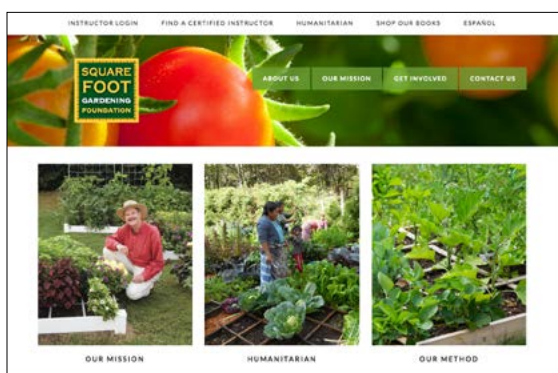 INSTRUCTOR LOGIN FIND A CERTIFIED INSTRUCTOR HUMANITARIAN SHOP OUR BOOKS ESPAÑOL
SQUARE
FOOT
GARDENING
FOUNDATION
ABOUT US OUR MISSION GET INVOLVED CONTACT US
OUR MISSION HUMANITARIAN OUR METHOD